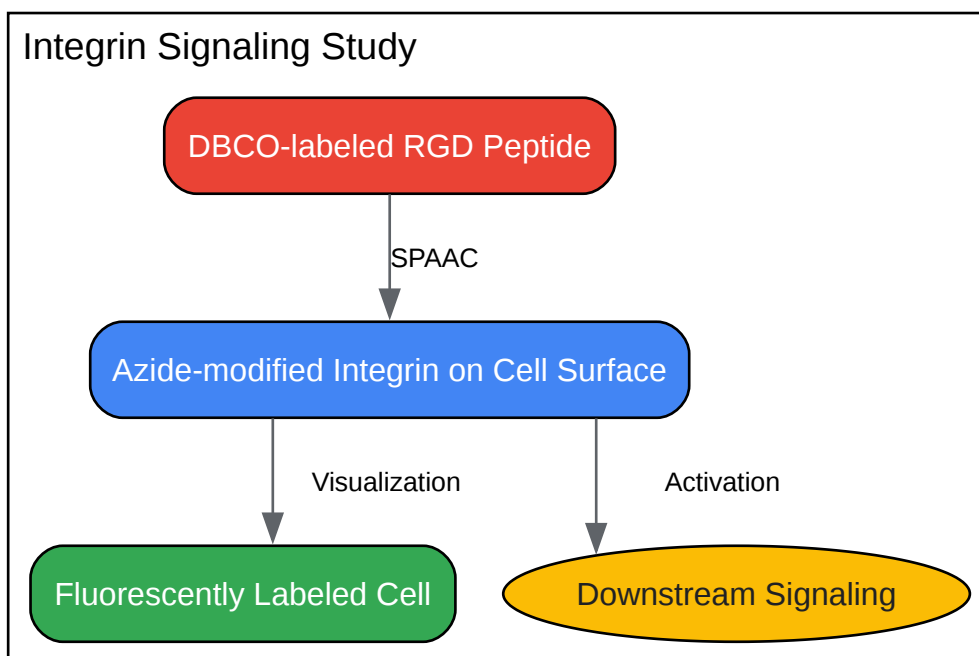 Integrin Signaling Study
DBCO-labeled RGD Peptide
SPAAC
Azide-modified Integrin on Cell Surface
Visualization
Activation
Fluorescently Labeled Cell
Downstream Signaling